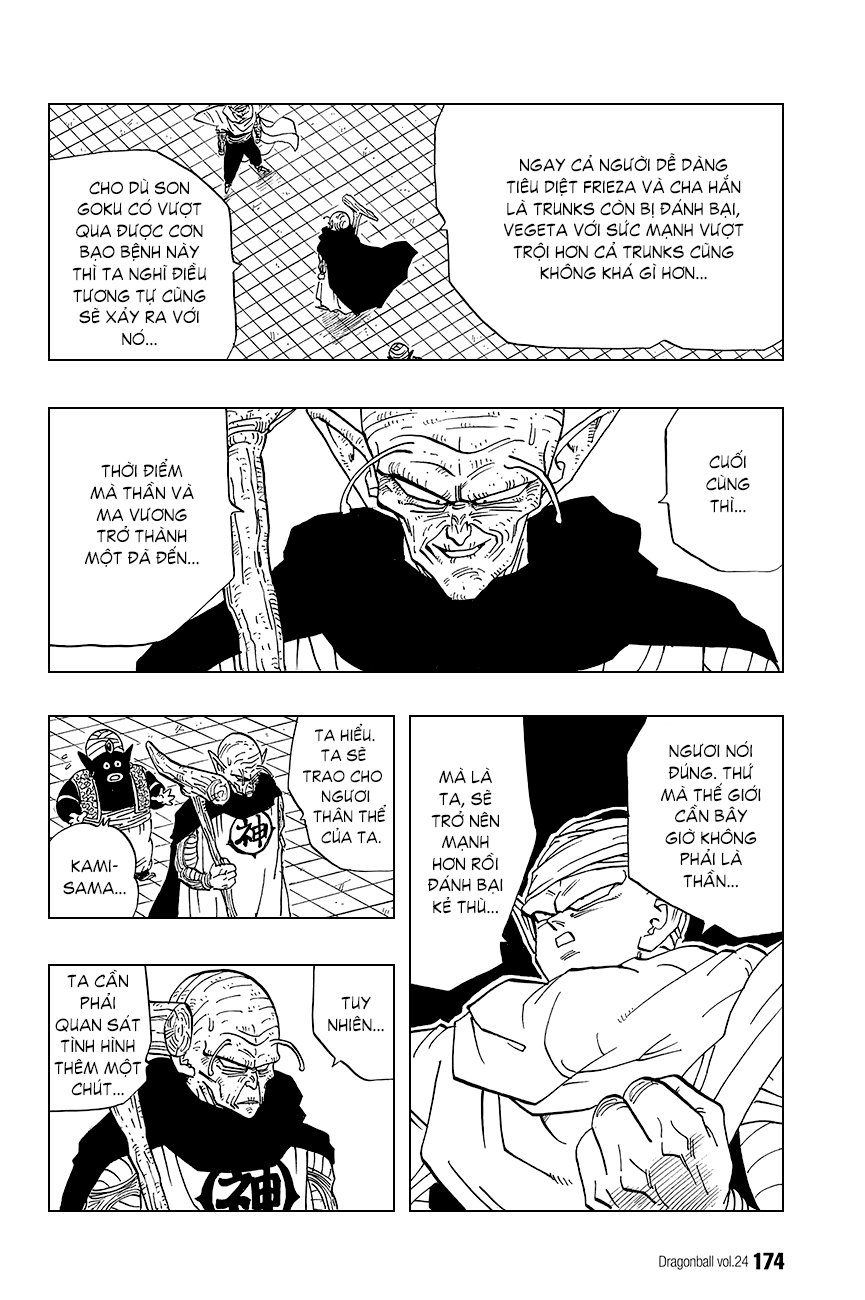 NGAY CẢ NGƯỜI DỄ DÀNG
TIÊU DIỆT FRIEZA VÀ CHA HẮN
LÀ TRUNKS CÒN BỊ ĐÁNH BẠI,
VEGETA VỚI SỨC MẠNH VƯỢT
TRỘI HƠN CẢ TRUNKS CŨNG
KHÔNG KHÁ GÌ HƠN...
CHO DÙ SON
GOKU CÓ VƯỢT
QUA ĐƯỢC CƠN
BẠO BỆNH NÀY
THÌ TA NGHĨ ĐIỀU
TƯƠNG TỰ CŨNG
SẼ XẢY RA VỚI
NÓ...
CUỐI
CÙNG
THÌ...
THỜI ĐIỂM
MÀ THẦN VÀ
MA VƯƠNG
TRỞ THÀNH
MỘT ĐÃ ĐẾN...
NGƯƠI NÓI
ĐÚNG. THỨ
MÀ THẾ GIỚI
CẦN BÂY
GIỜ KHÔNG
PHẢI LÀ
THẦN...
MÀ LÀ
TA, SẼ
TRỞ NÊN
MẠNH
HƠN RỒI
ĐÁNH BẠI
KẺ THÙ...
TA HIỂU.
TA SẼ
TRAO CHO
NGƯƠI
THÂN THỂ
CỦA TA.
KAMI-
SAMA...
神
TUY
NHIÊN...
TA CẦN
PHẢI
QUAN SÁT
TÌNH HÌNH
THÊM MỘT
CHÚT...
神
Dragonball vol.24 174